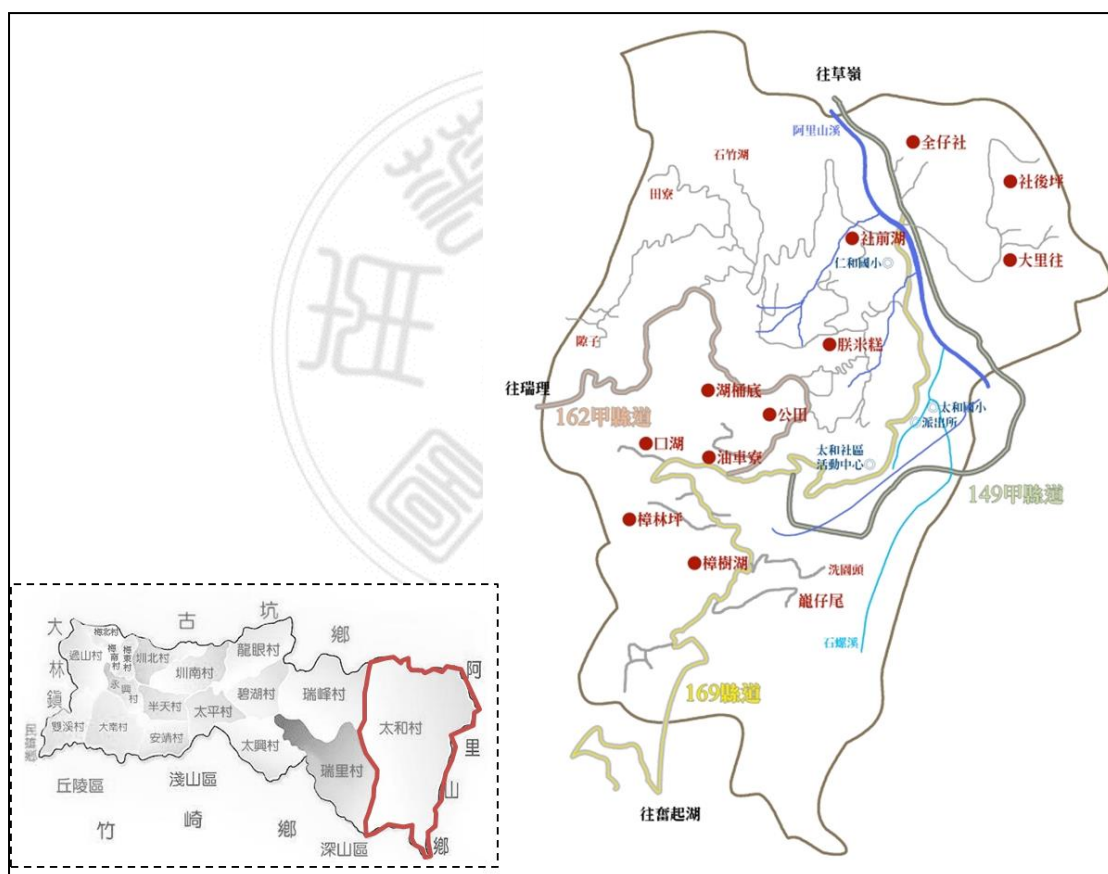 往草嶺
阿里山溪
全仔社
石竹湖
社後坪
田寮
社前湖
仁和國小
大里往
朕米糕
隙子
往瑞理
湖桶底
太和國小
派出所
162甲縣道
公田
口湖
油車寮
太和社區
活動中心
149甲縣道
樟林坪
樟樹湖
洗園頭
籠仔尾
石螺溪
169縣道
往奮起湖
大林鎮
古坑鄉
阿里山鄉
竹崎鄉
梅北村
過山村
梅南村
梅東村
圳北村
圳南村
龍眼村
永興村
碧湖村
瑞峰村
半天村
太平村
太和村
雙溪村
大南村
安靖村
太興村
瑞里村
丘陵區
淺山區
深山區